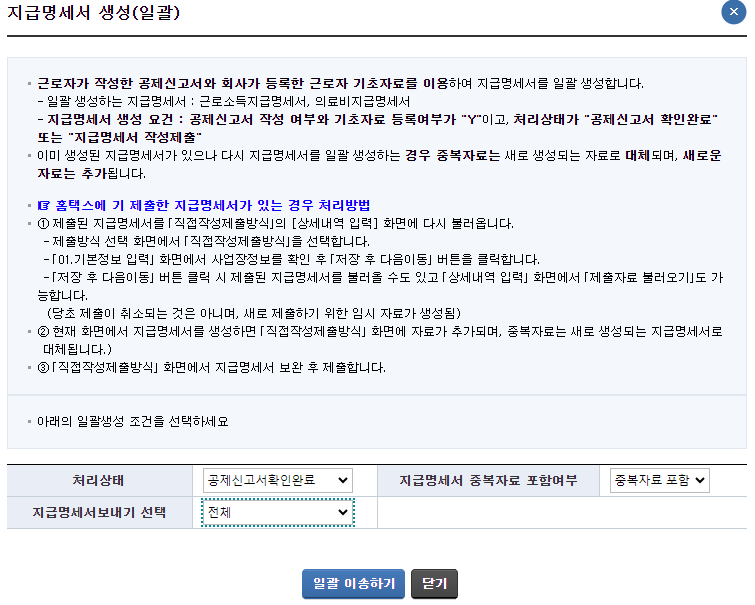 지급명세서 생성(일괄)
근로자가 작성한 공제신고서와 회사가 등록한 근로자 기초자료를 이용하여 지급명세서를 일괄 생성합니다.
- 일괄 생성하는 지급명세서 : 근로소득지급명세서, 의료비지급명세서
- 지급명세서 생성 요건 : 공제신고서 작성 여부와 기초자료 등록여부가 "Y"이고, 처리상태가 "공제신고서 확인완료"
또는 "지급명세서 작성제출"
이미 생성된 지급명세서가 있으나 다시 지급명세서를 일괄 생성하는 경우 중복자료는 새로 생성되는 자료로 대체되며, 새로운
자료는 추가됩니다.
☞ 홈택스에 기 제출한 지급명세서가 있는 경우 처리방법
① 제출된 지급명세서를 ｢직접작성제출방식｣의 [상세내역 입력] 화면에 다시 불러옵니다.
- 제출방식 선택 화면에서 ｢직접작성제출방식｣을 선택합니다.
- ｢01.기본정보 입력｣ 화면에서 사업장정보를 확인 후 ｢저장 후 다음이동｣ 버튼을 클릭합니다.
- ｢저장 후 다음이동｣ 버튼 클릭 시 제출된 지급명세서를 불러올 수도 있고 ｢상세내역 입력｣ 화면에서 ｢제출자료 불러오기｣도 가
능합니다.
(당초 제출이 취소되는 것은 아니며, 새로 제출하기 위한 임시 자료가 생성됨)
② 현재 화면에서 지급명세서를 생성하면 ｢직접작성제출방식｣ 화면에 자료가 추가되며, 중복자료는 새로 생성되는 지급명세서로
대체됩니다.)
③ ｢직접작성제출방식｣ 화면에서 지급명세서 보완 후 제출합니다.
아래의 일괄생성 조건을 선택하세요
처리상태 공제신고서확인완료 지급명세서 중복자료 포함여부 중복자료 포함
지급명세서보내기 선택 전체
일괄 이송하기 닫기